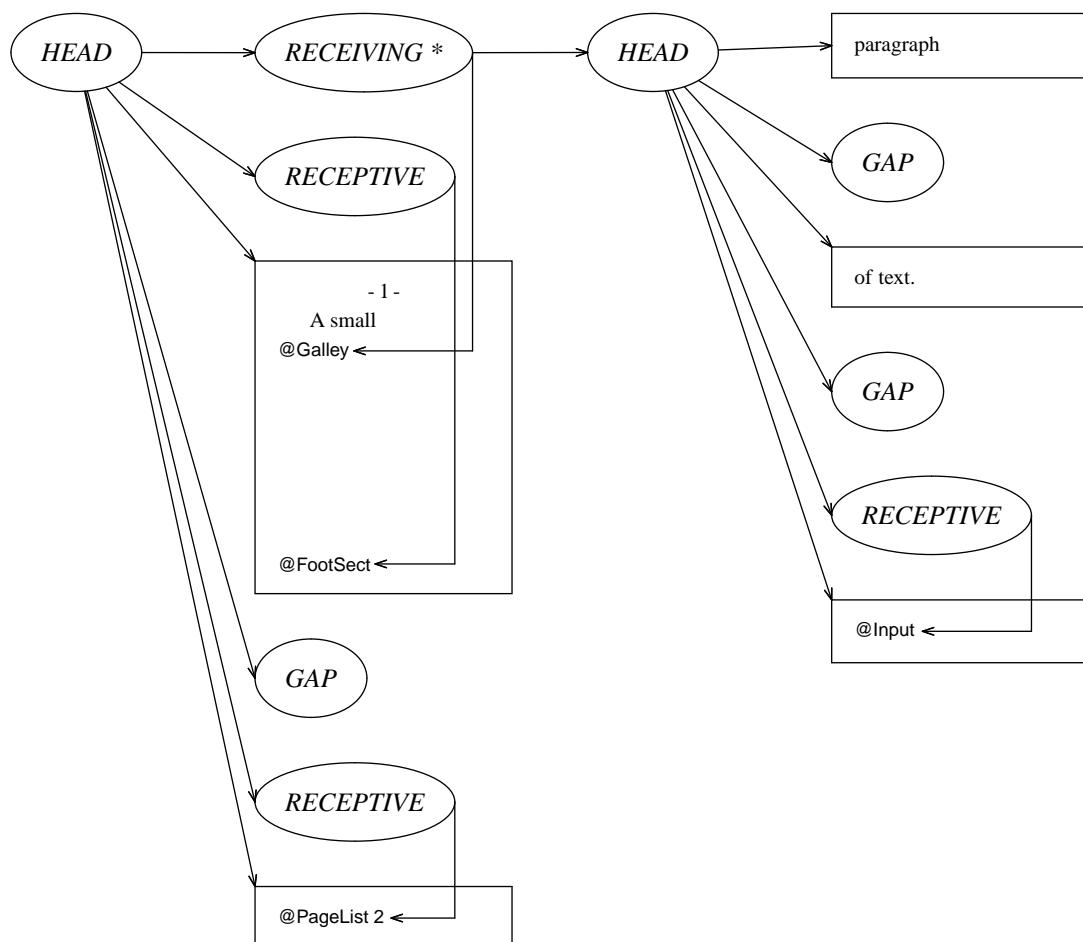 HEAD
RECEIVING *
HEAD
paragraph
RECEPTIVE
GAP
- 1 -
A small
@Galley
of text.
GAP
RECEPTIVE
@FootSect
@Input
GAP
RECEPTIVE
@PageList 2